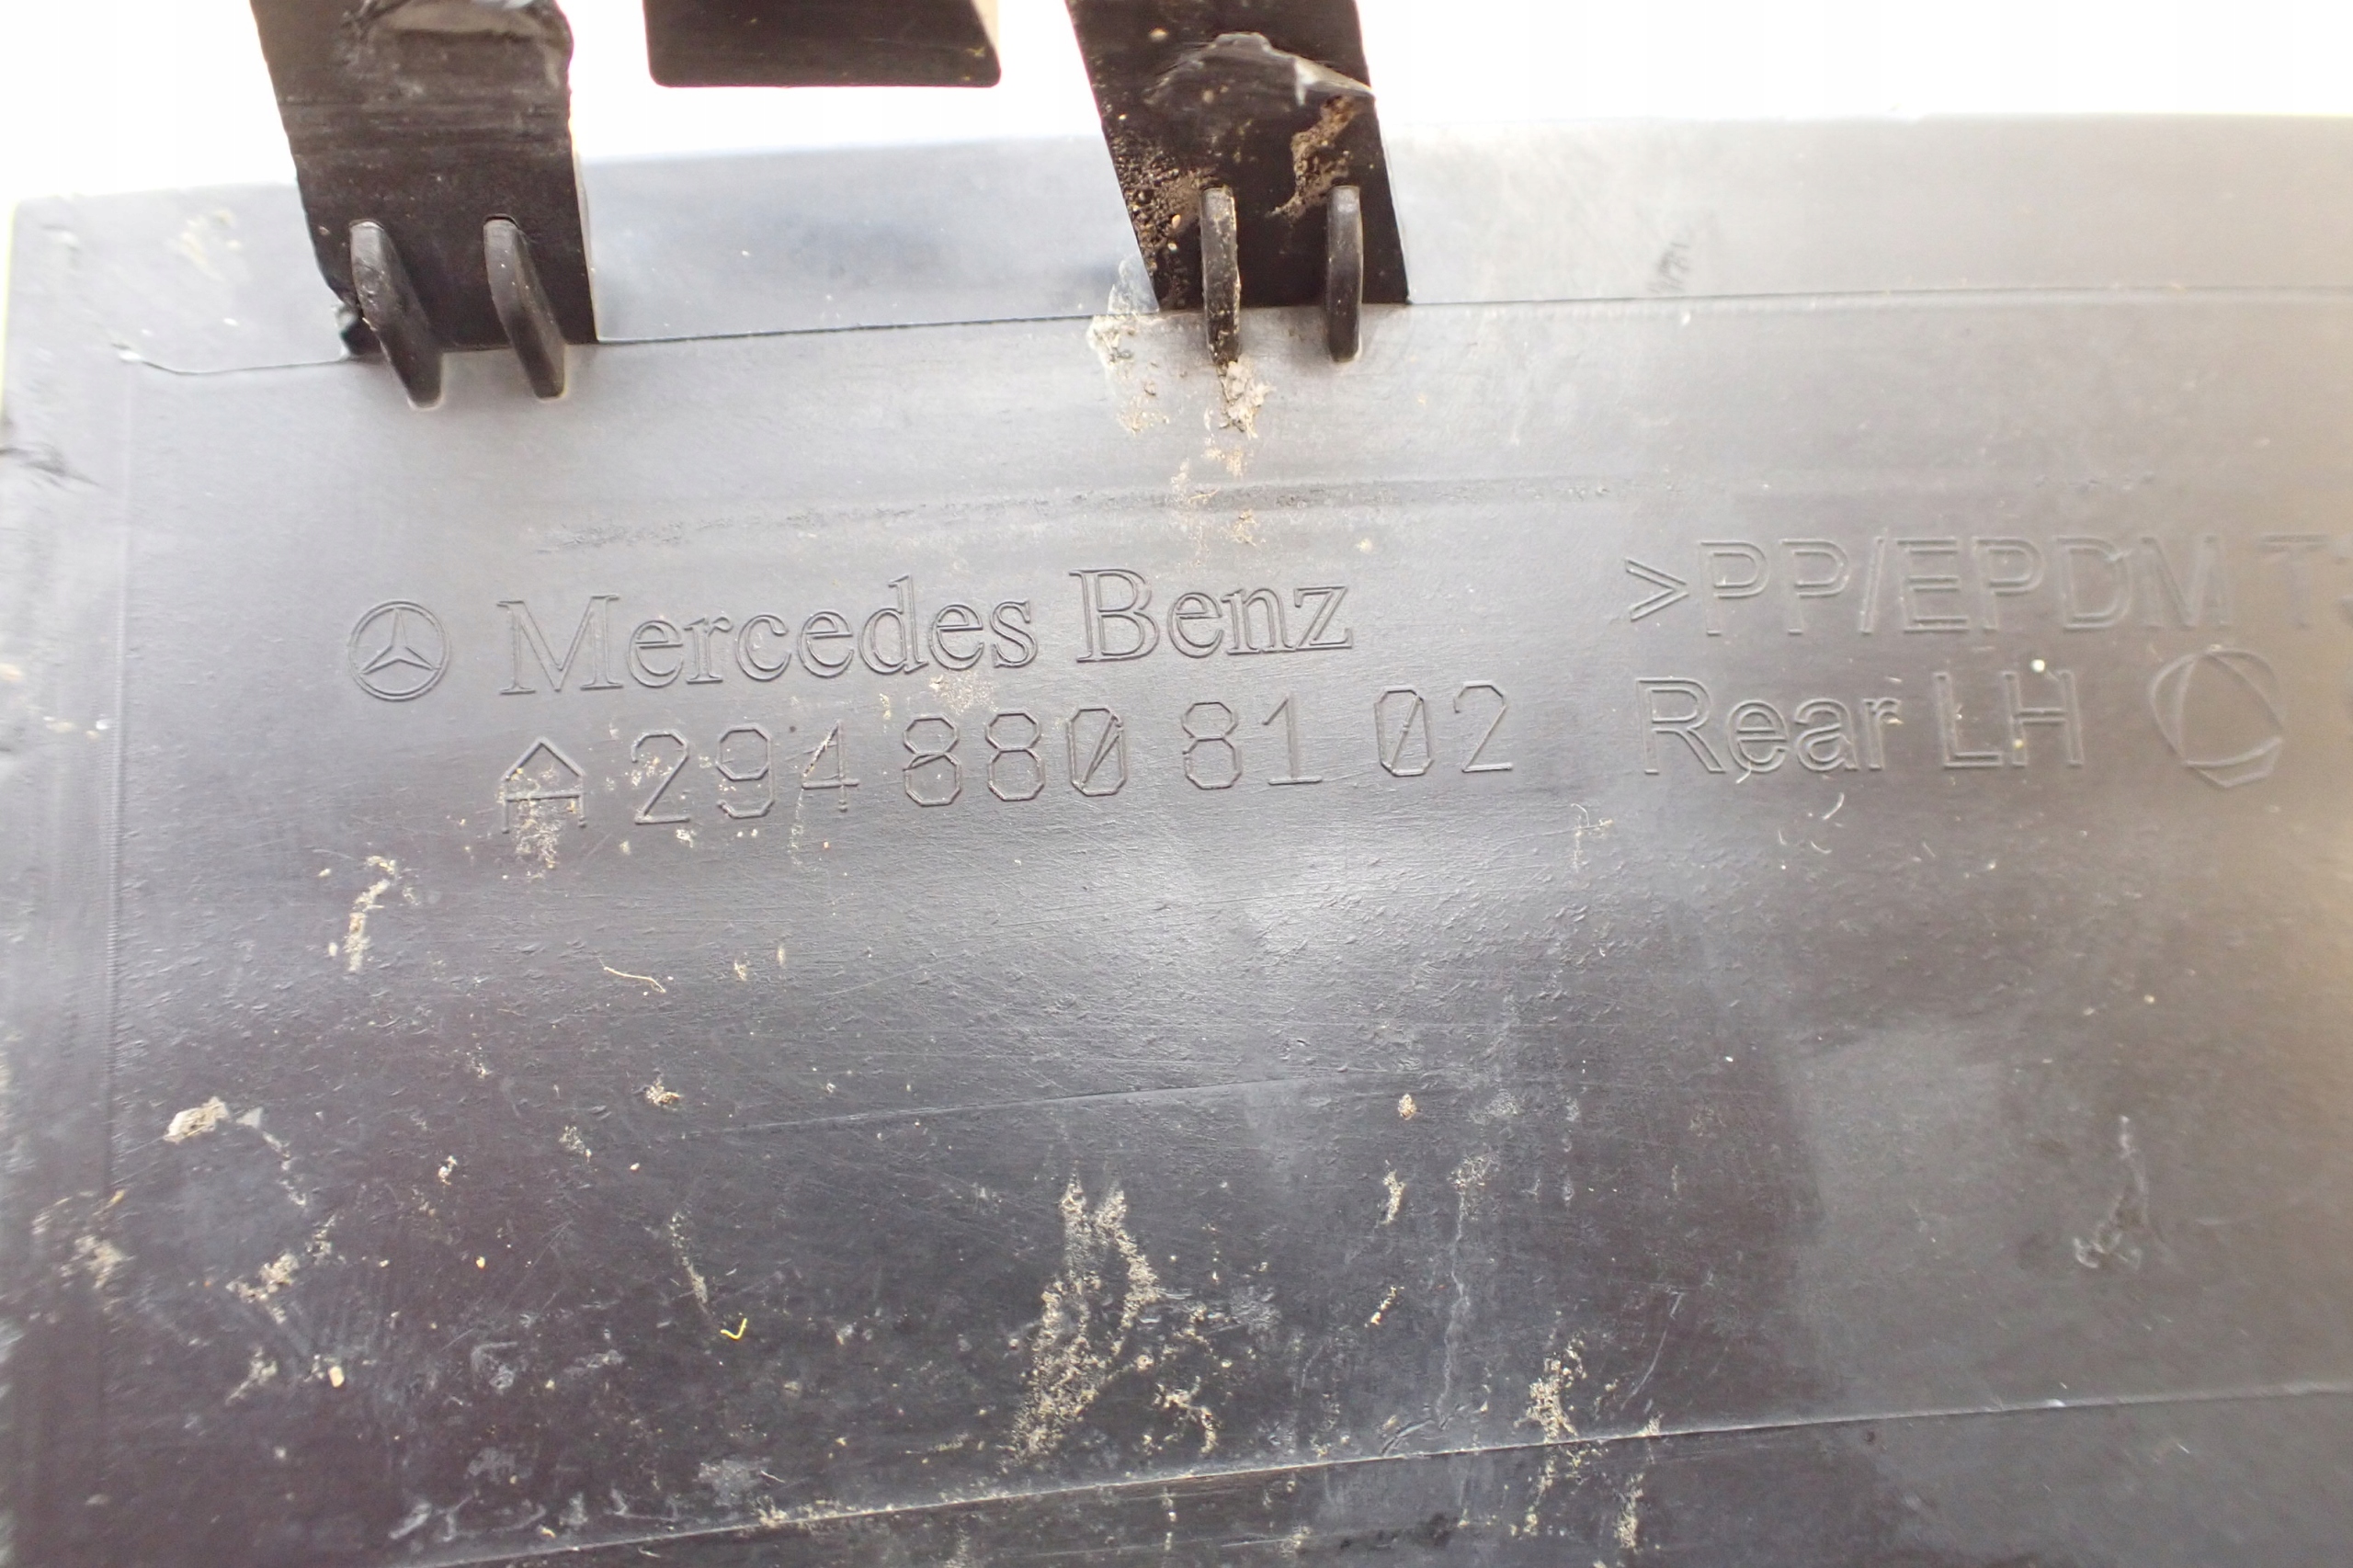 Mercedes Benz
A 294 880 81 02
>PP/EPDM
Rear LH